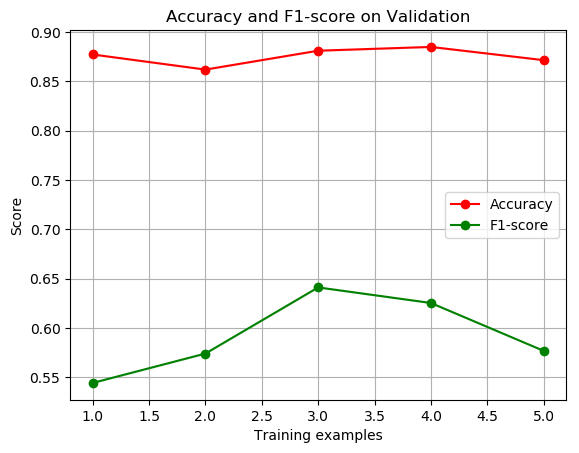 Accuracy and F1-score on Validation
0.90
0.85
0.80
0.75
0.70
0.65
0.60
0.55
Score
Accuracy
F1-score
1.0 1.5 2.0 2.5 3.0 3.5 4.0 4.5 5.0
Training examples